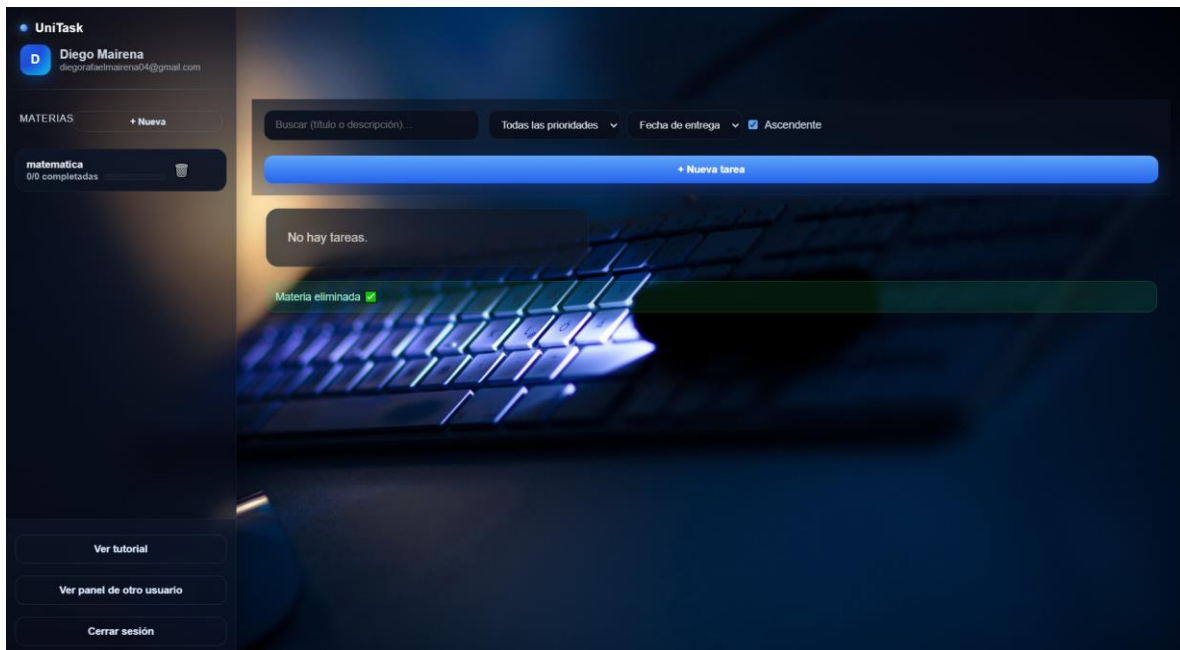 UniTask
D
Diego Mairena
diegorafaelmairena04@gmail.com
MATERIAS
+ Nueva
matematica
0/0 completadas
Ver tutorial
Ver panel de otro usuario
Cerrar sesión
Buscar (título o descripción)...
Todas las prioridades
Fecha de entrega
Ascendente
+ Nueva tarea
No hay tareas.
Materia eliminada ✅